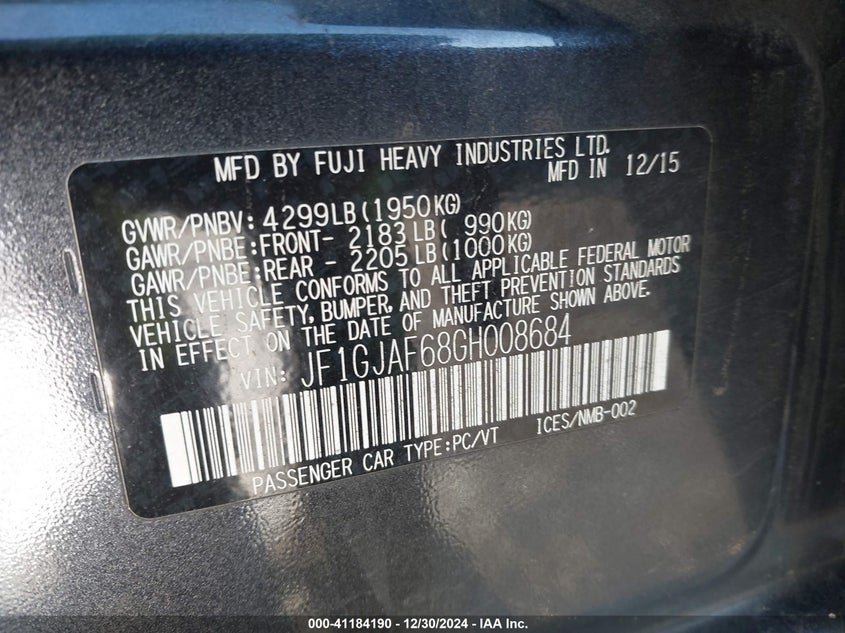 MFD BY FUJI HEAVY INDUSTRIES LTD.
MFD IN 12/15
GVWR/PNBV: 4299LB(1950KG)
GAWR/PNBE:FRONT- 2183LB( 990KG)
GAWR/PNBE:REAR - 2205LB(1000KG)
THIS VEHICLE CONFORMS TO ALL APPLICABLE FEDERAL MOTOR
VEHICLE SAFETY, BUMPER, AND THEFT PREVENTION STANDARDS
IN EFFECT ON THE DATE OF MANUFACTURE SHOWN ABOVE.
VIN: JF1GJAF68GH008684
PASSENGER CAR TYPE:PC/VT ICES/NMB-002
000-41184190 - 12/30/2024 - IAA Inc.